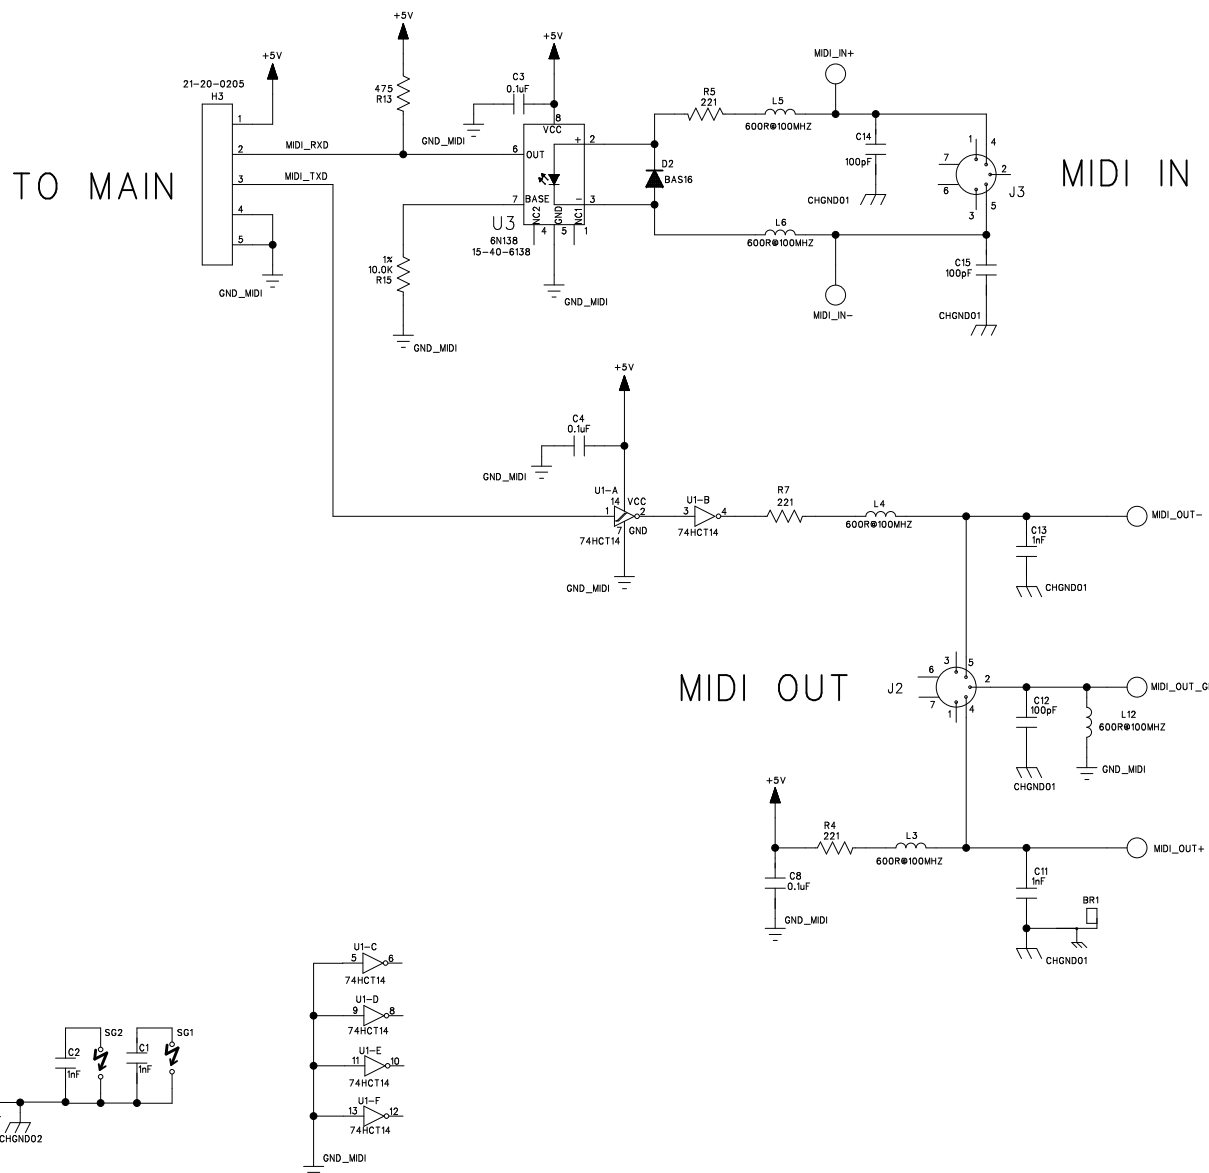 +5V
+5V
+5V
21-20-0205
H3
475
R13
C3
0.1uF
GND_MIDI
8
VCC
1
2
3
4
5
MIDI_RXD
MIDI_TXD
GND_MIDI
6
OUT
+
2
7
BASE
-
3
NC2
GND
NC1
4
5
1
U3
6N138
15-40-6138
GND_MIDI
1%
10.0K
R15
GND_MIDI
TO MAIN
D2
BAS16
R5
221
L5
600R@100MHZ
MIDI_IN+
C14
100pF
CHGND01
L6
600R@100MHZ
MIDI_IN-
1
4
7
2
6
3
5
J3
C15
100pF
CHGND01
MIDI IN
+5V
C4
0.1uF
GND_MIDI
U1-A
14
VCC
1
2
7
GND
74HCT14
GND_MIDI
U1-B
3
4
74HCT14
R7
221
L4
600R@100MHZ
C13
1nF
CHGND01
MIDI_OUT-
MIDI OUT
J2
3
5
6
2
7
1
4
C12
100pF
CHGND01
L12
600R@100MHZ
GND_MIDI
MIDI_OUT_G
+5V
R4
221
L3
600R@100MHZ
C8
0.1uF
GND_MIDI
C11
1nF
BR1
CHGND01
MIDI_OUT+
U1-C
5
6
74HCT14
U1-D
9
8
74HCT14
U1-E
11
10
74HCT14
U1-F
13
12
74HCT14
GND_MIDI
C2
1nF
SG2
C1
1nF
SG1
CHGND02